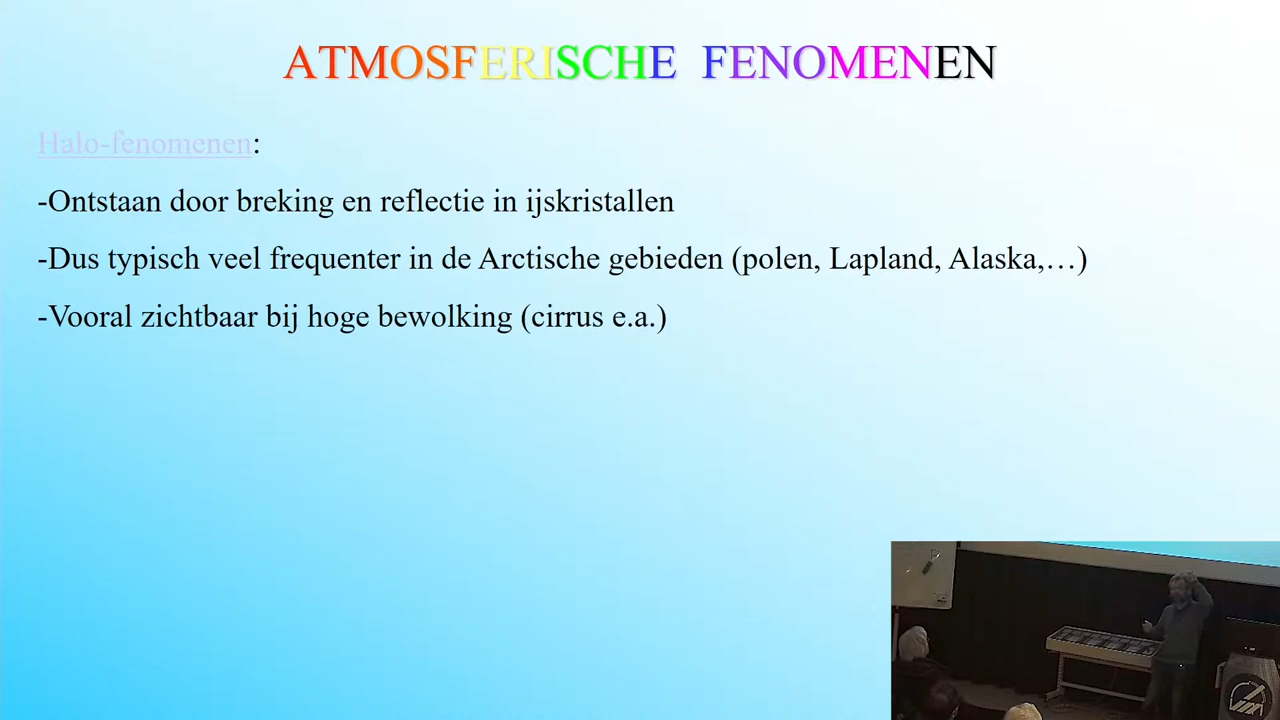 ATMOSFERISCHE FENOMENEN
Halo-fenomenen:
-Ontstaan door breking en reflectie in ijskristallen
-Dus typisch veel frequenter in de Arctische gebieden (polen, Lapland, Alaska,…)
-Vooral zichtbaar bij hoge bewolking (cirrus e.a.)